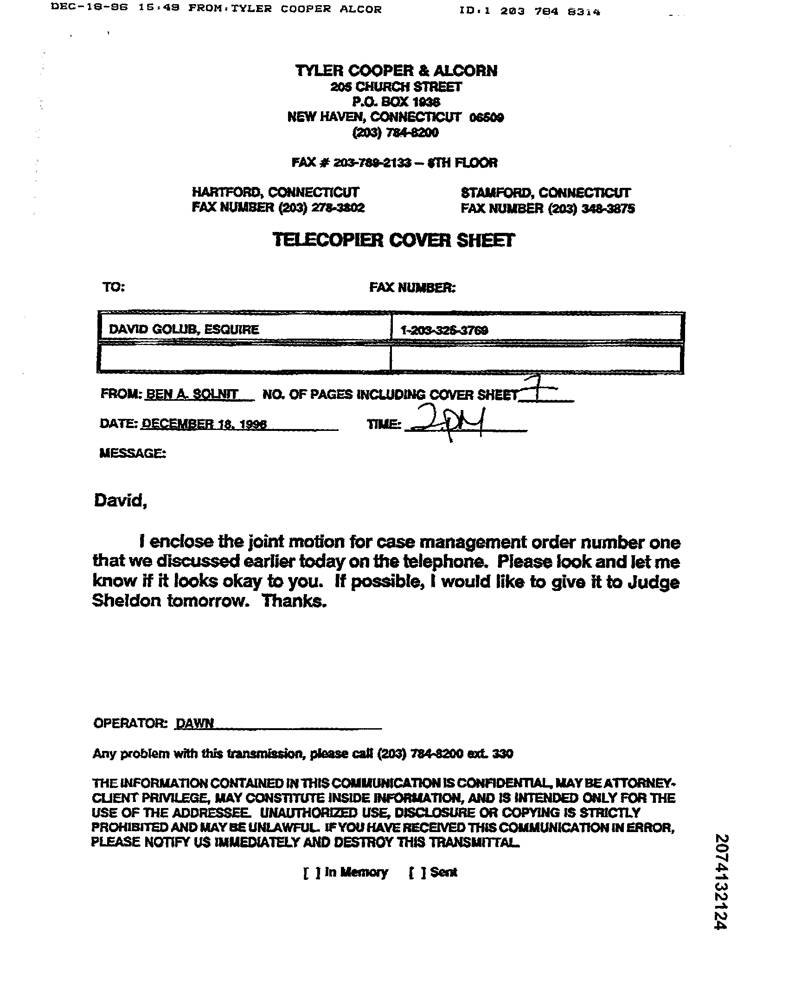 DEC-18-96 15:49 FROM:TYLER COOPER ALCOR ID:1 203 784 8314
TYLER COOPER & ALCORN
205 CHURCH STREET
P.O. BOX 1936
NEW HAVEN, CONNECTICUT 06509
(203) 784-8200
FAX # 203-789-2133 – 8TH FLOOR
HARTFORD, CONNECTICUT STAMFORD, CONNECTICUT
FAX NUMBER (203) 278-3802 FAX NUMBER (203) 348-3875
TELECOPIER COVER SHEET
TO: FAX NUMBER:
DAVID GOLUB, ESQUIRE 1-203-325-3769
FROM: BEN A. SOLNIT NO. OF PAGES INCLUDING COVER SHEET 7
DATE: DECEMBER 18, 1996 TIME: 2PM
MESSAGE:
David,
I enclose the joint motion for case management order number one
that we discussed earlier today on the telephone. Please look and let me
know if it looks okay to you. If possible, I would like to give it to Judge
Sheldon tomorrow. Thanks.
OPERATOR: DAWN
Any problem with this transmission, please call (203) 784-8200 ext. 330
THE INFORMATION CONTAINED IN THIS COMMUNICATION IS CONFIDENTIAL, MAY BE ATTORNEY-
CLIENT PRIVILEGE, MAY CONSTITUTE INSIDE INFORMATION, AND IS INTENDED ONLY FOR THE
USE OF THE ADDRESSEE. UNAUTHORIZED USE, DISCLOSURE OR COPYING IS STRICTLY
PROHIBITED AND MAY BE UNLAWFUL. IF YOU HAVE RECEIVED THIS COMMUNICATION IN ERROR,
PLEASE NOTIFY US IMMEDIATELY AND DESTROY THIS TRANSMITTAL.
[ ] In Memory [ ] Sent
2074132124